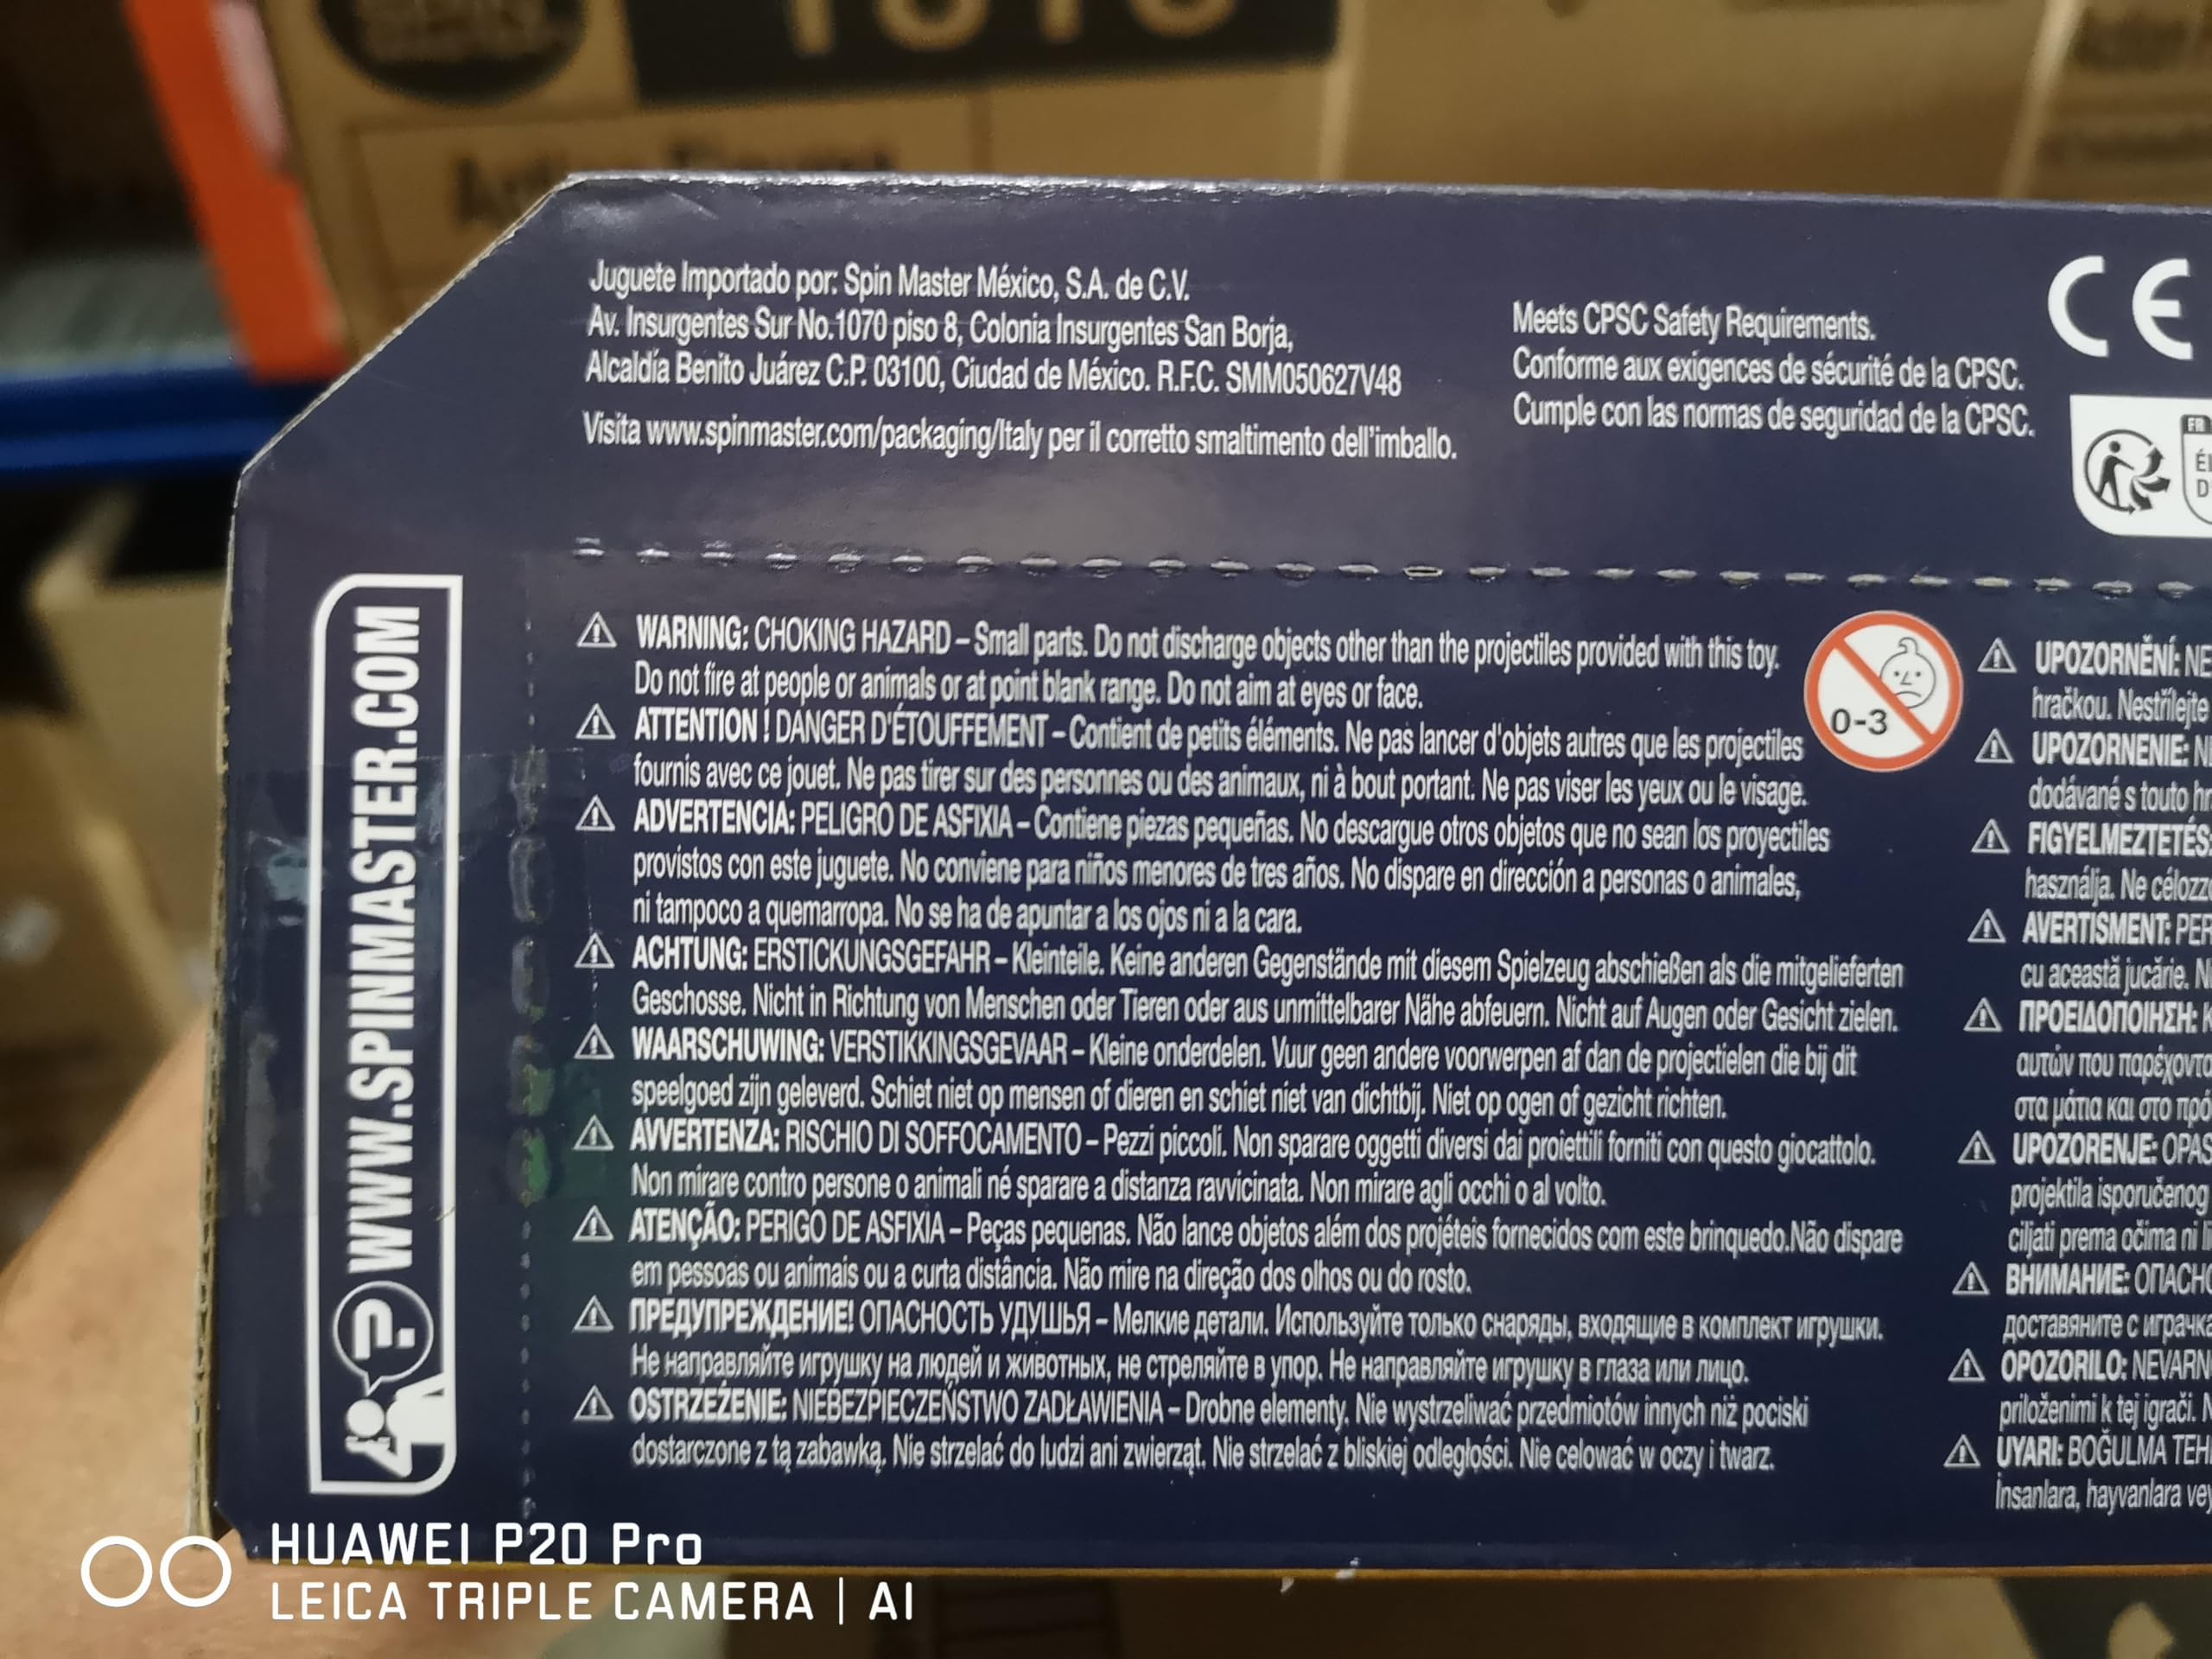 1010
Juguete Importado por: Spin Master México, S.A. de C.V.
Av. Insurgentes Sur No.1070 piso 8, Colonia Insurgentes San Borja,
Alcaldía Benito Juárez C.P. 03100, Ciudad de México. R.F.C. SMM050627V48
Visita www.spinmaster.com/packaging/Italy per il corretto smaltimento dell'imballo.
Meets CPSC Safety Requirements.
Conforme aux exigences de sécurité de la CPSC.
Cumple con las normas de seguridad de la CPSC.
CE
FR
WWW.SPINMASTER.COM
WARNING: CHOKING HAZARD – Small parts. Do not discharge objects other than the projectiles provided with this toy.
Do not fire at people or animals or at point blank range. Do not aim at eyes or face.
ATTENTION ! DANGER D'ÉTOUFFEMENT – Contient de petits éléments. Ne pas lancer d'objets autres que les projectiles
fournis avec ce jouet. Ne pas tirer sur des personnes ou des animaux, ni à bout portant. Ne pas viser les yeux ou le visage.
ADVERTENCIA: PELIGRO DE ASFIXIA – Contiene piezas pequeñas. No descargue otros objetos que no sean los proyectiles
provistos con este juguete. No conviene para niños menores de tres años. No dispare en dirección a personas o animales,
ni tampoco a quemarropa. No se ha de apuntar a los ojos ni a la cara.
ACHTUNG: ERSTICKUNGSGEFAHR – Kleinteile. Keine anderen Gegenstände mit diesem Spielzeug abschießen als die mitgelieferten
Geschosse. Nicht in Richtung von Menschen oder Tieren oder aus unmittelbarer Nähe abfeuern. Nicht auf Augen oder Gesicht zielen.
WAARSCHUWING: VERSTIKKINGSGEVAAR – Kleine onderdelen. Vuur geen andere voorwerpen af dan de projectielen die bij dit
speelgoed zijn geleverd. Schiet niet op mensen of dieren en schiet niet van dichtbij. Niet op ogen of gezicht richten.
AVVERTENZA: RISCHIO DI SOFFOCAMENTO – Pezzi piccoli. Non sparare oggetti diversi dai proiettili forniti con questo giocattolo.
Non mirare contro persone o animali né sparare a distanza ravvicinata. Non mirare agli occhi o al volto.
ATENÇÃO: PERIGO DE ASFIXIA – Peças pequenas. Não lance objetos além dos projéteis fornecidos com este brinquedo.Não dispare
em pessoas ou animais ou a curta distância. Não mire na direção dos olhos ou do rosto.
ПРЕДУПРЕЖДЕНИЕ! ОПАСНОСТЬ УДУШЬЯ – Мелкие детали. Используйте только снаряды, входящие в комплект игрушки.
Не направляйте игрушку на людей и животных, не стреляйте в упор. Не направляйте игрушку в глаза или лицо.
OSTRZEŻENIE: NIEBEZPIECZEŃSTWO ZADŁAWIENIA – Drobne elementy. Nie wystrzeliwać przedmiotów innych niż pociski
dostarczone z tą zabawką. Nie strzelać do ludzi ani zwierząt. Nie strzelać z bliskiej odległości. Nie celować w oczy i twarz.
0-3
UPOZORNĚNÍ: NE
hračkou. Nestřílejte
UPOZORNENIE: NE
dodávané s touto hr
FIGYELMEZTETÉS:
használja. Ne célozz
AVERTISMENT: PER
cu această jucărie. N
ΠΡΟΕΙΔΟΠΟΙΗΣΗ: Κ
αυτών που παρέχοντα
στα μάτια και στο πρό
UPOZORENJE: OPAS
projektila isporučenog
ciljati prema očima ni li
ВНИМАНИЕ: ОПАСНО
доставяните с играчка
OPOZORILO: NEVARN
priloženimi k tej igrači. N
UYARI: BOĞULMA TEH
İnsanlara, hayvanlara vey
HUAWEI P20 Pro
LEICA TRIPLE CAMERA | AI